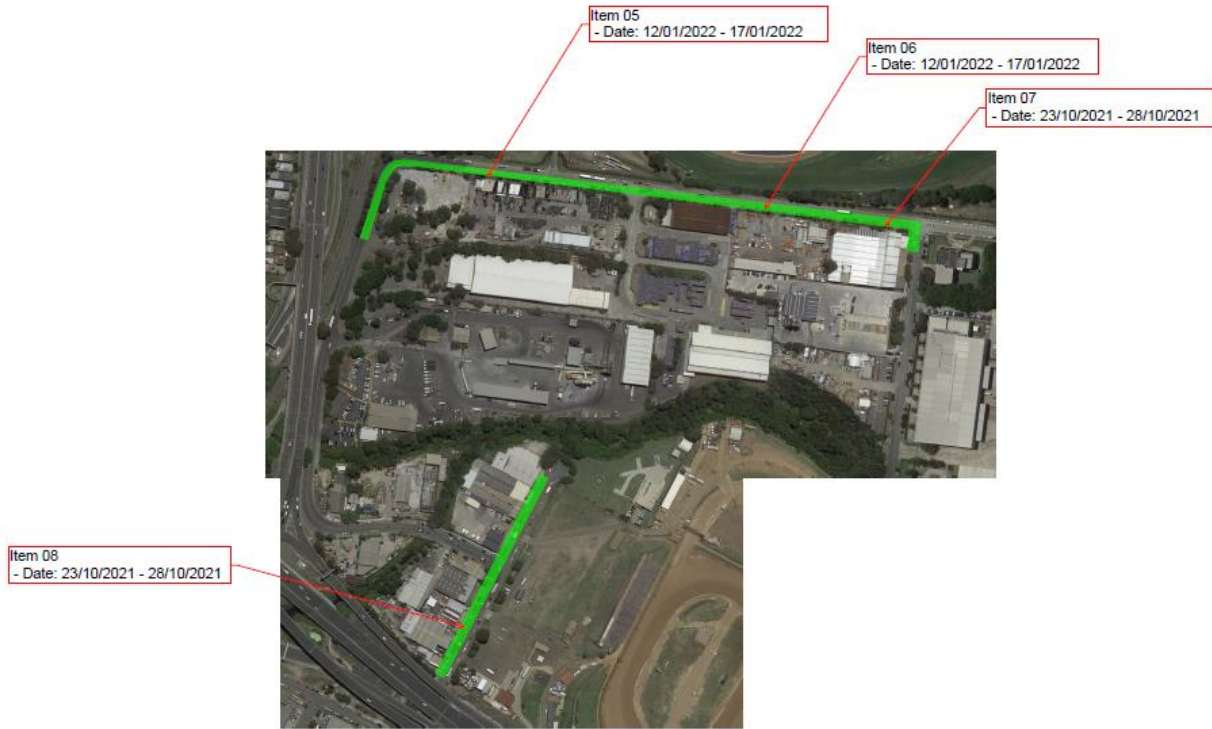 Item 05
- Date: 12/01/2022 - 17/01/2022
Item 06
- Date: 12/01/2022 - 17/01/2022
Item 07
- Date: 23/10/2021 - 28/10/2021
Item 08
- Date: 23/10/2021 - 28/10/2021